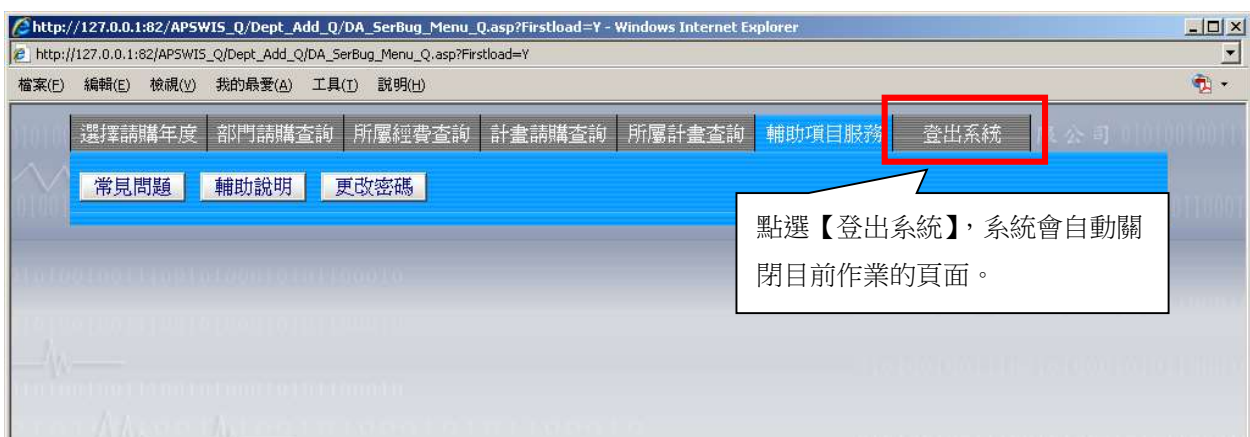 http://127.0.0.1:82/APSWIS_Q/Dept_Add_Q/DA_SerBug_Menu_Q.asp?Firstload=Y - Windows Internet Explorer
http://127.0.0.1:82/APSWIS_Q/Dept_Add_Q/DA_SerBug_Menu_Q.asp?Firstload=Y
檔案(F) 編輯(E) 檢視(V) 我的最愛(A) 工具(T) 說明(H)
選擇請購年度 部門請購查詢 所屬經費查詢 計畫請購查詢 所屬計畫查詢 輔助項目服務 登出系統 限公司
常見問題 輔助說明 更改密碼
點選【登出系統】，系統會自動關
閉目前作業的頁面。